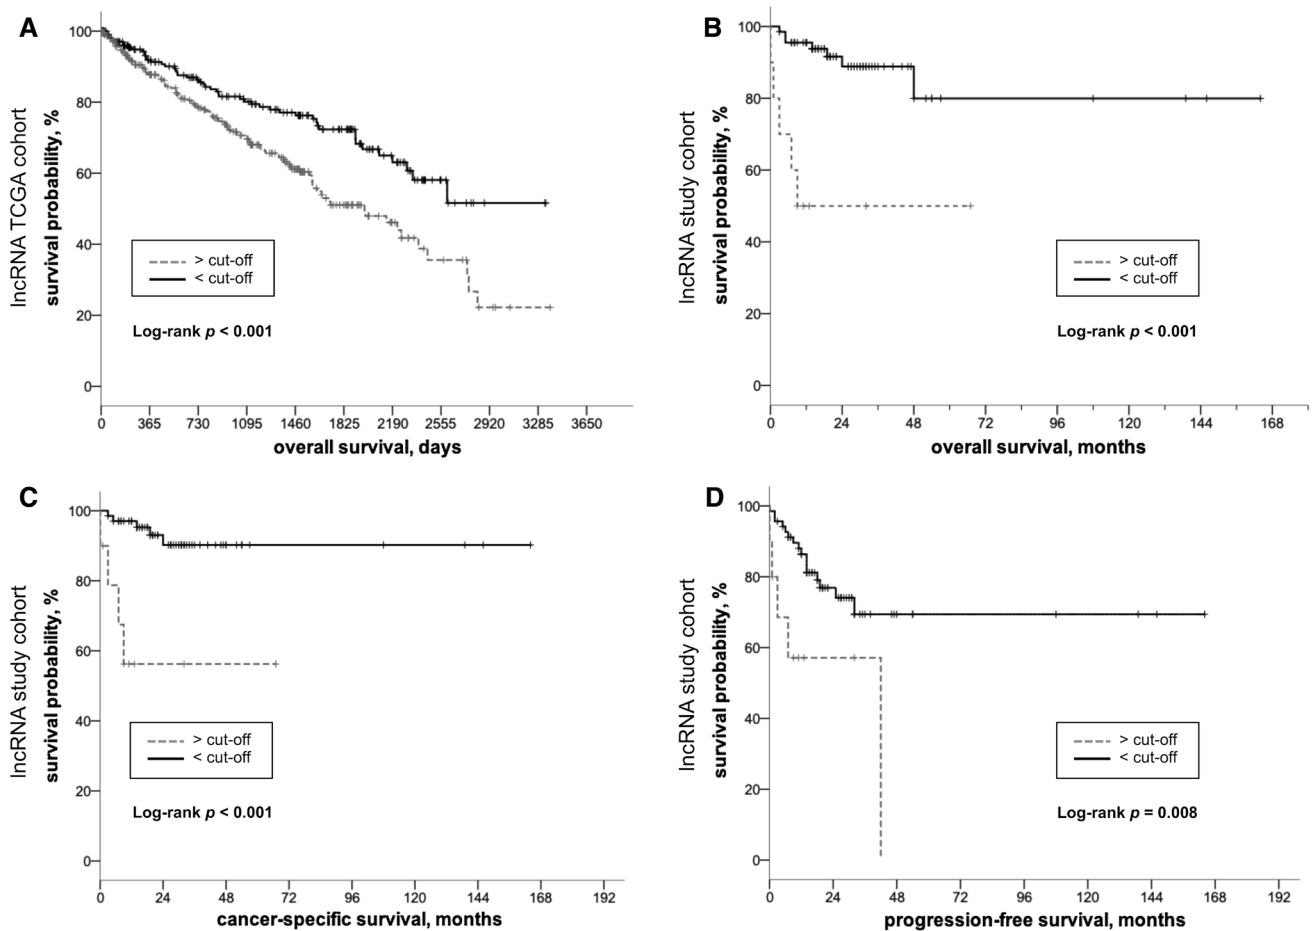 A
lncRNA TCGA cohort
survival probability, %
100
80
60
40
20
0
> cut-off
< cut-off
Log-rank p < 0.001
0 365 730 1095 1460 1825 2190 2555 2920 3285 3650
overall survival, days
B
lncRNA study cohort
survival probability, %
100
80
60
40
20
0
> cut-off
< cut-off
Log-rank p < 0.001
0 24 48 72 96 120 144 168
overall survival, months
C
lncRNA study cohort
survival probability, %
100
80
60
40
20
0
> cut-off
< cut-off
Log-rank p < 0.001
0 24 48 72 96 120 144 168 192
cancer-specific survival, months
D
lncRNA study cohort
survival probability, %
100
80
60
40
20
0
> cut-off
< cut-off
Log-rank p = 0.008
0 24 48 72 96 120 144 168 192
progression-free survival, months